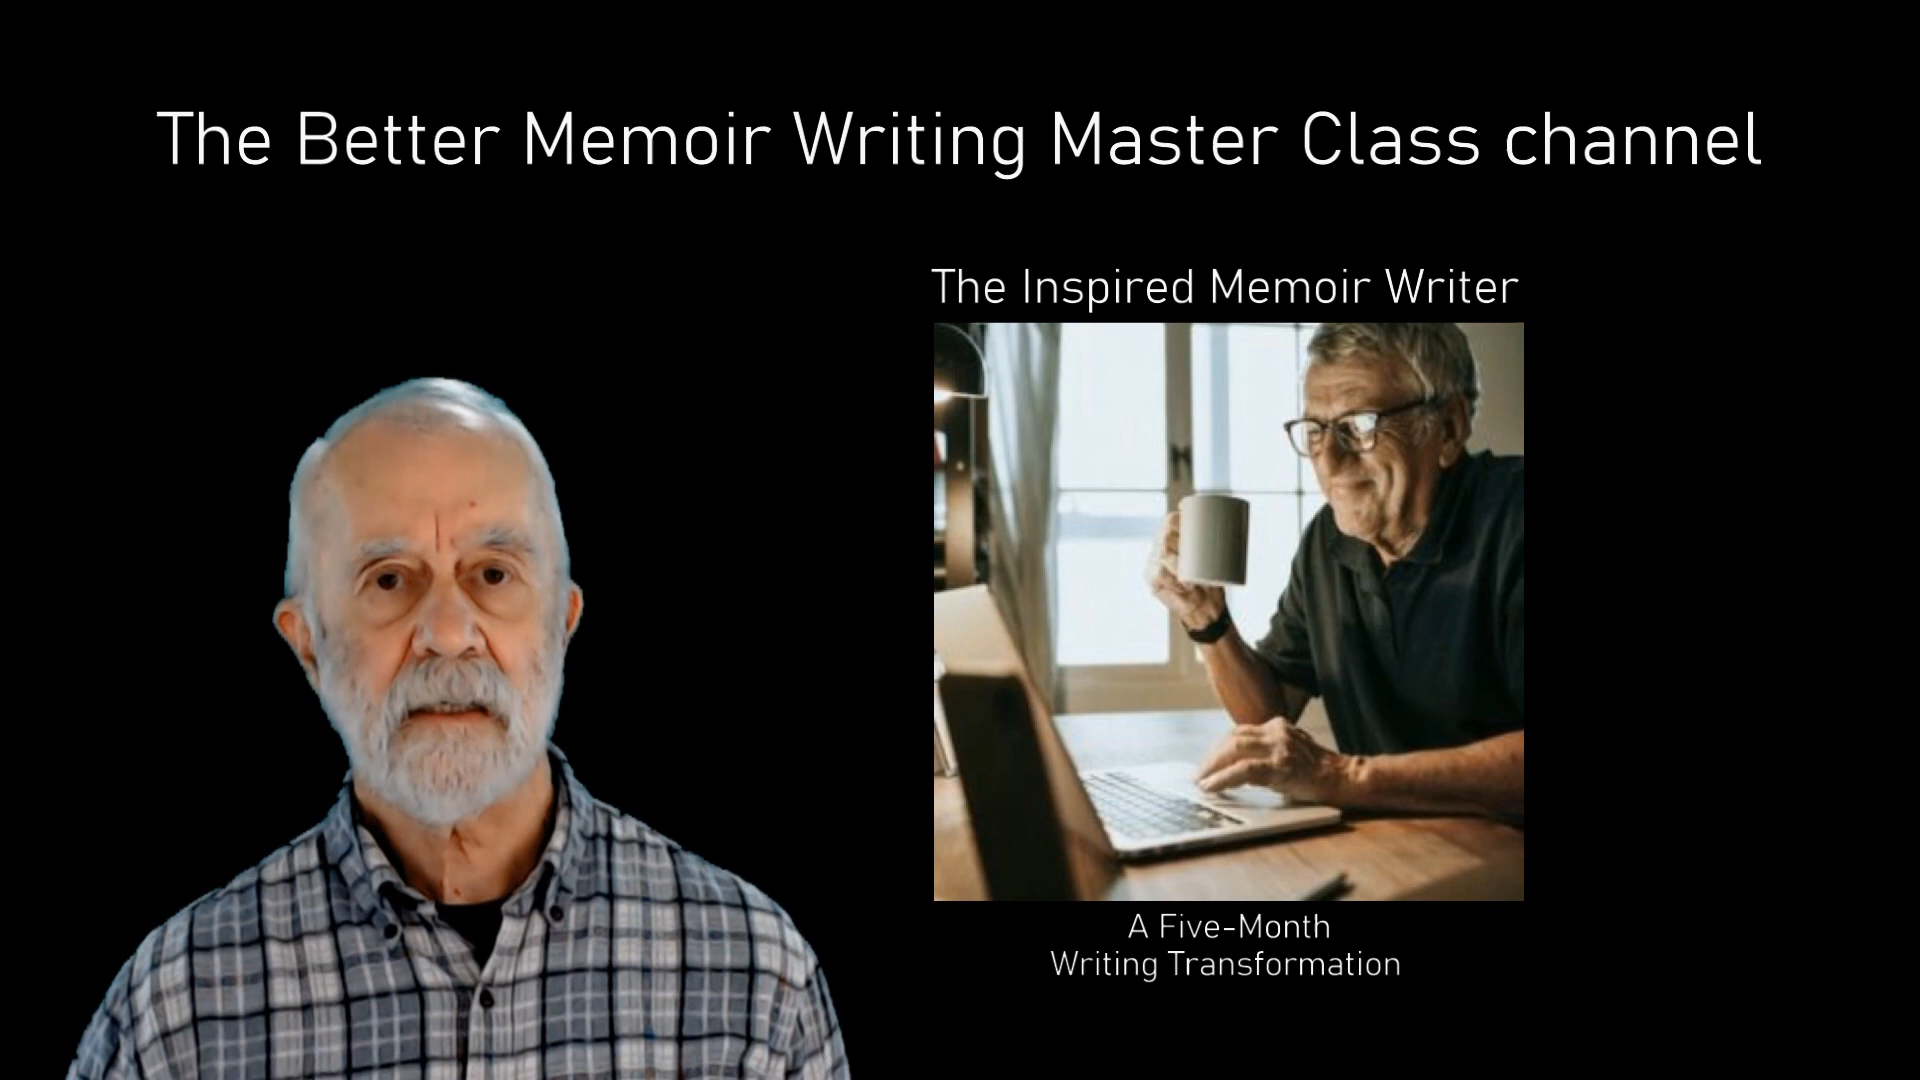 The Better Memoir Writing Master Class channel
The Inspired Memoir Writer
A Five-Month
Writing Transformation